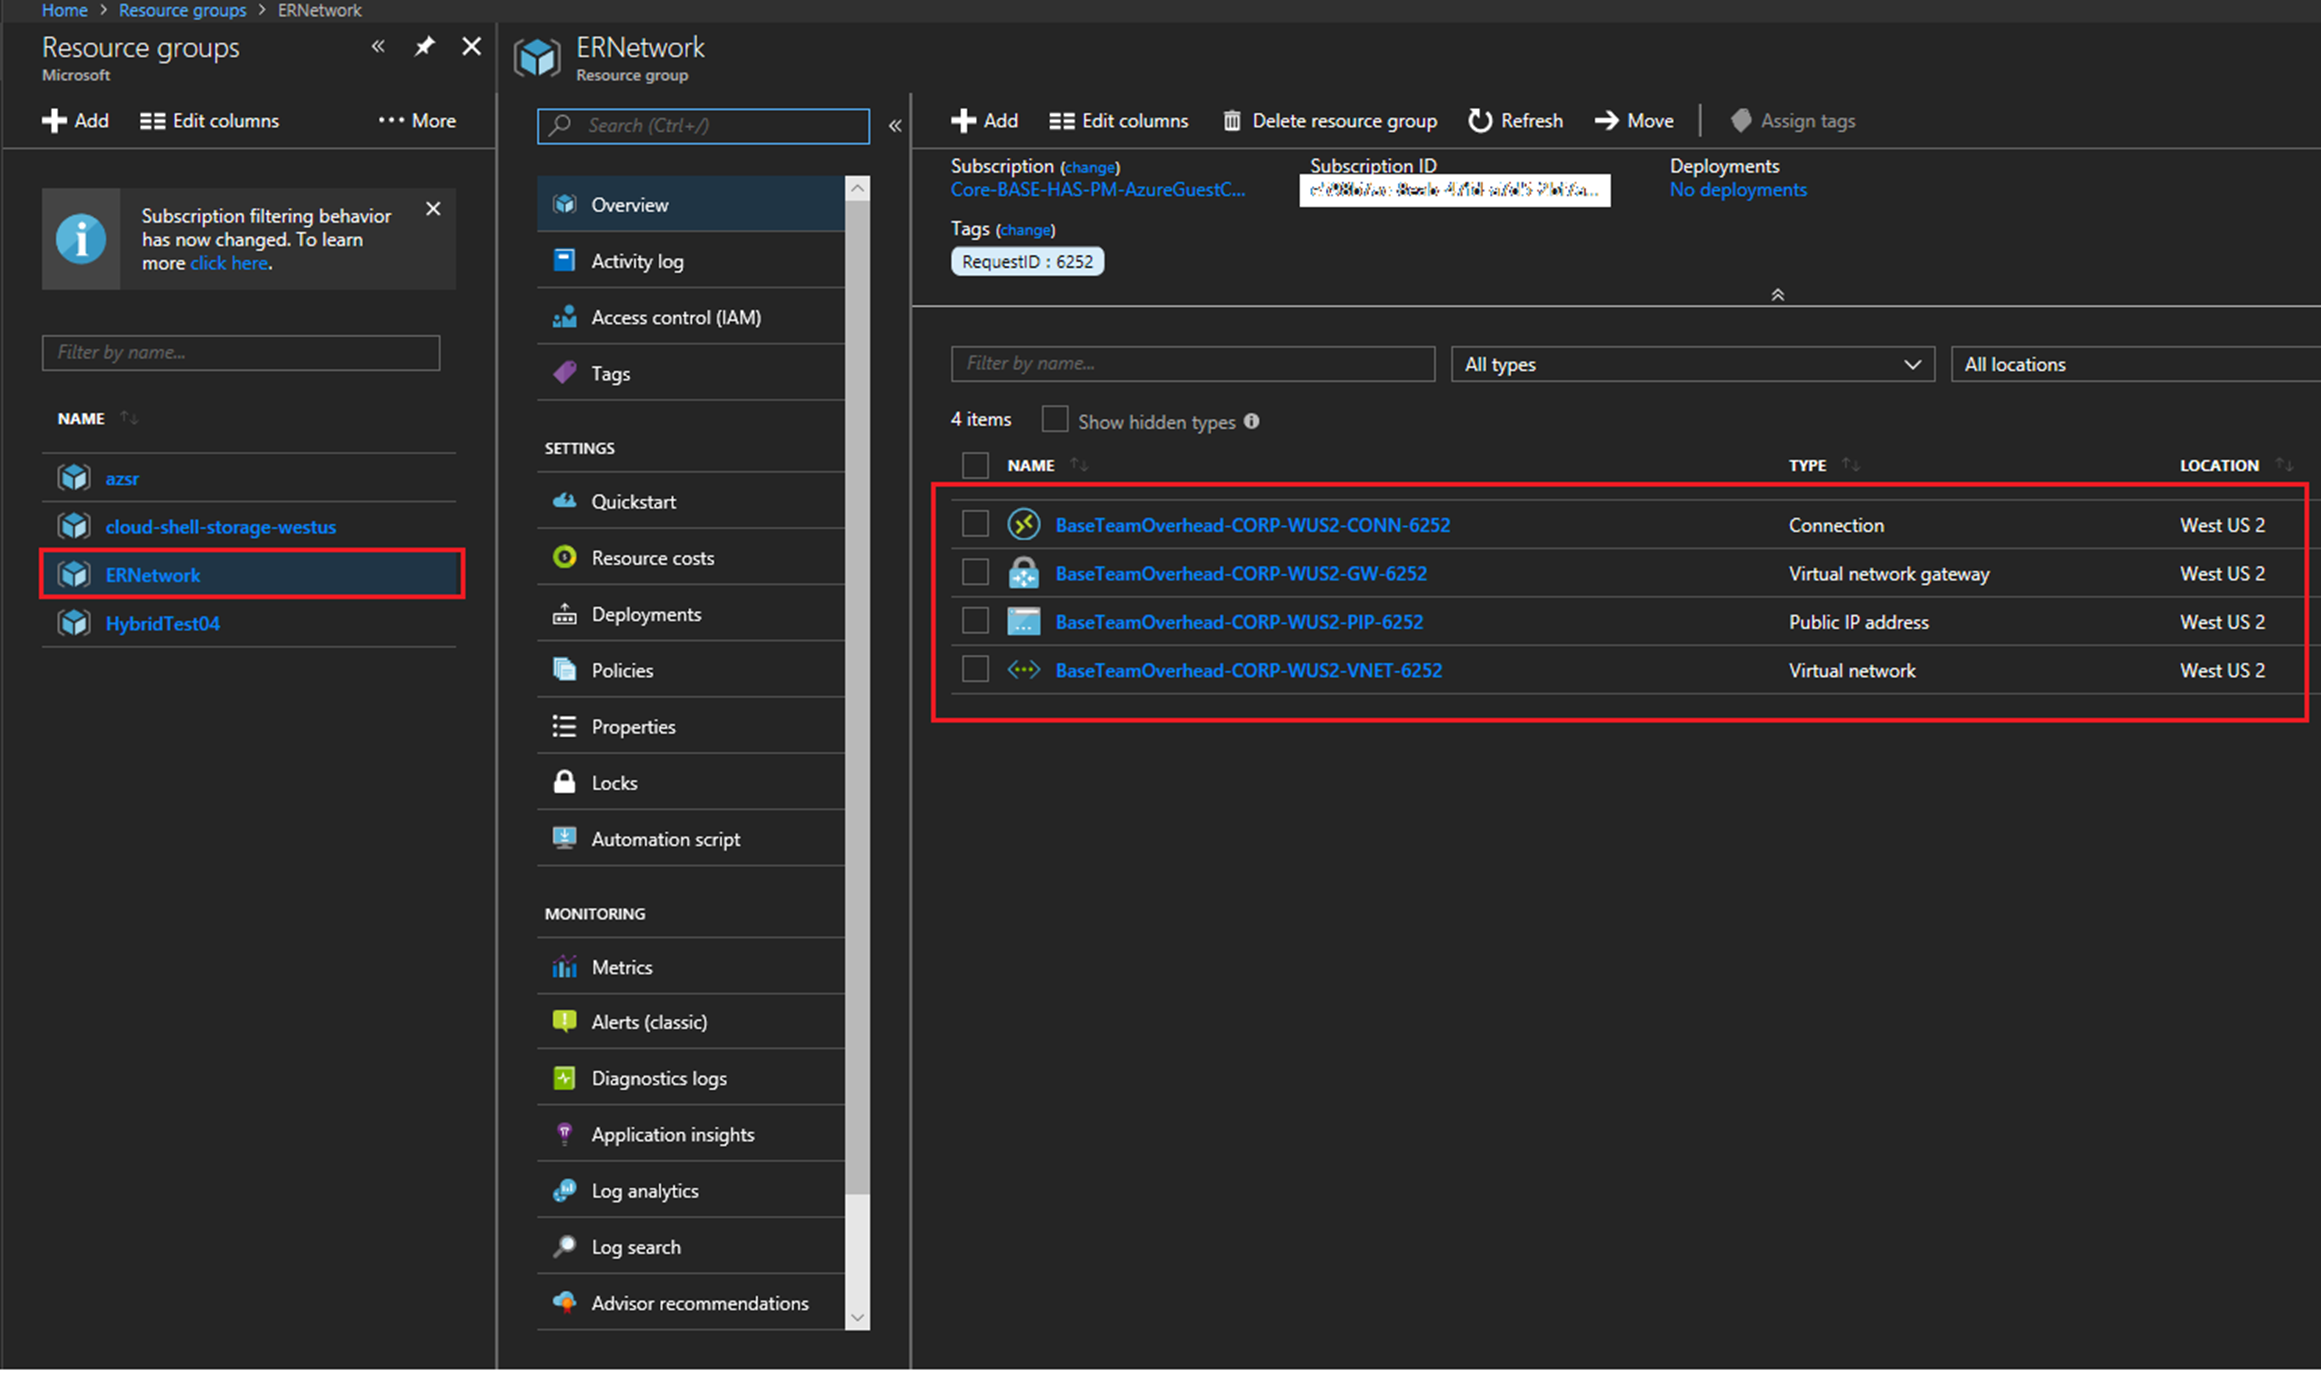 Home > Resource groups > ERNetwork
Resource groups
Microsoft
Add
Edit columns
More
Subscription filtering behavior
has now changed. To learn
more click here.
Filter by name...
NAME
azsr
cloud-shell-storage-westus
ERNetwork
HybridTest04
ERNetwork
Resource group
Search (Ctrl+/)
Overview
Activity log
Access control (IAM)
Tags
SETTINGS
Quickstart
Resource costs
Deployments
Policies
Properties
Locks
Automation script
MONITORING
Metrics
Alerts (classic)
Diagnostics logs
Application insights
Log analytics
Log search
Advisor recommendations
Add Edit columns Delete resource group Refresh Move Assign tags
Subscription (change) Subscription ID Deployments
Core-BASE-HAS-PM-AzureGuestC... No deployments
Tags (change)
RequestID : 6252
Filter by name... All types All locations
4 items Show hidden types
NAME TYPE LOCATION
BaseTeamOverhead-CORP-WUS2-CONN-6252 Connection West US 2
BaseTeamOverhead-CORP-WUS2-GW-6252 Virtual network gateway West US 2
BaseTeamOverhead-CORP-WUS2-PIP-6252 Public IP address West US 2
BaseTeamOverhead-CORP-WUS2-VNET-6252 Virtual network West US 2